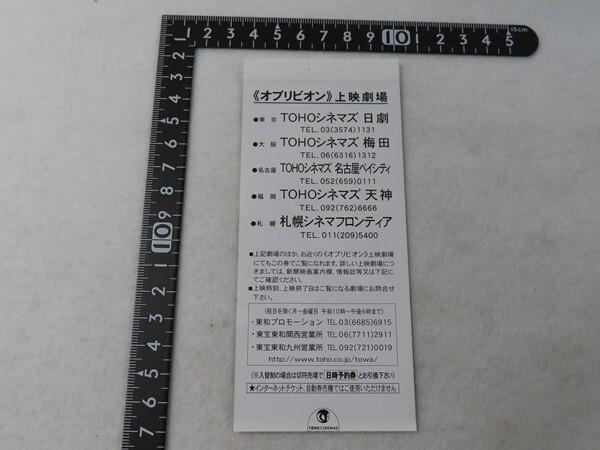 《オブリビオン》上映劇場
●東京 TOHOシネマズ 日劇
TEL.03(3574)1131
●大阪 TOHOシネマズ 梅田
TEL.06(6316)1312
●名古屋 TOHOシネマズ 名古屋ベイシティ
TEL.052(659)0111
●福岡 TOHOシネマズ 天神
TEL.092(762)6666
●札幌 札幌シネマフロンティア
TEL.011(209)5400
■上記劇場のほか、お近くの《オブリビオン》上映劇場
にてもこの券でご覧になれます。詳しい上映劇場につ
きましては、新聞映画案内欄、情報誌等又は下記に
てご確認ください。
■上映時刻、上映終了日はご覧になる劇場にお問合せ
下さい。
(祝日を除く月〜金曜日 午前10時〜午後6時まで)
・東和プロモーション TEL.03(6685)6915
・東宝東和関西営業所 TEL.06(7711)2911
・東宝東和九州営業所 TEL.092(721)0019
http://www.toho.co.jp/towa/
(※入替制の場合は切符売場で 日時予約券 とお引換下さい)
★インターネットチケット、自動券売機ではご使用いただけません
TOHO CINEMAS
1 2 3 4 5 6 7 8 9 10 1 2 3 4 5 15cm